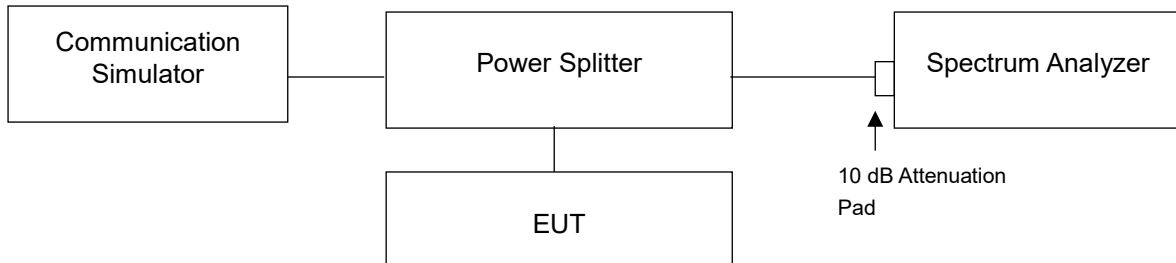 Communication
Simulator
Power Splitter
Spectrum Analyzer
10 dB Attenuation
Pad
EUT